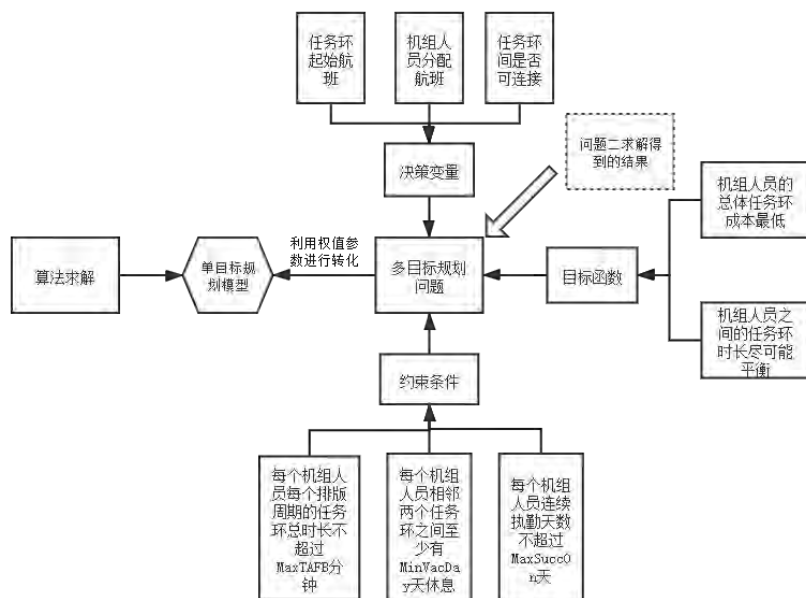 任务环
起始航
班
机组人
员分配
航班
任务环
间是否
可连接
决策变量
问题二求解得
到的结果
机组人员的
总体任务环
成本最低
算法求解
单目标规
划模型
利用权值参
数进行转化
多目标规划
问题
目标函数
机组人员之
间的任务环
时长尽可能
平衡
约束条件
每个机组人
员每个排版
周期的任务
环总时长不
超过
MaxTAFB分
钟
每个机组
人员相邻
两个任务
环之间至
少有
MinVacDa
y天休息
每个机组
人员连续
执勤天数
不超过
MaxSuccO
n天